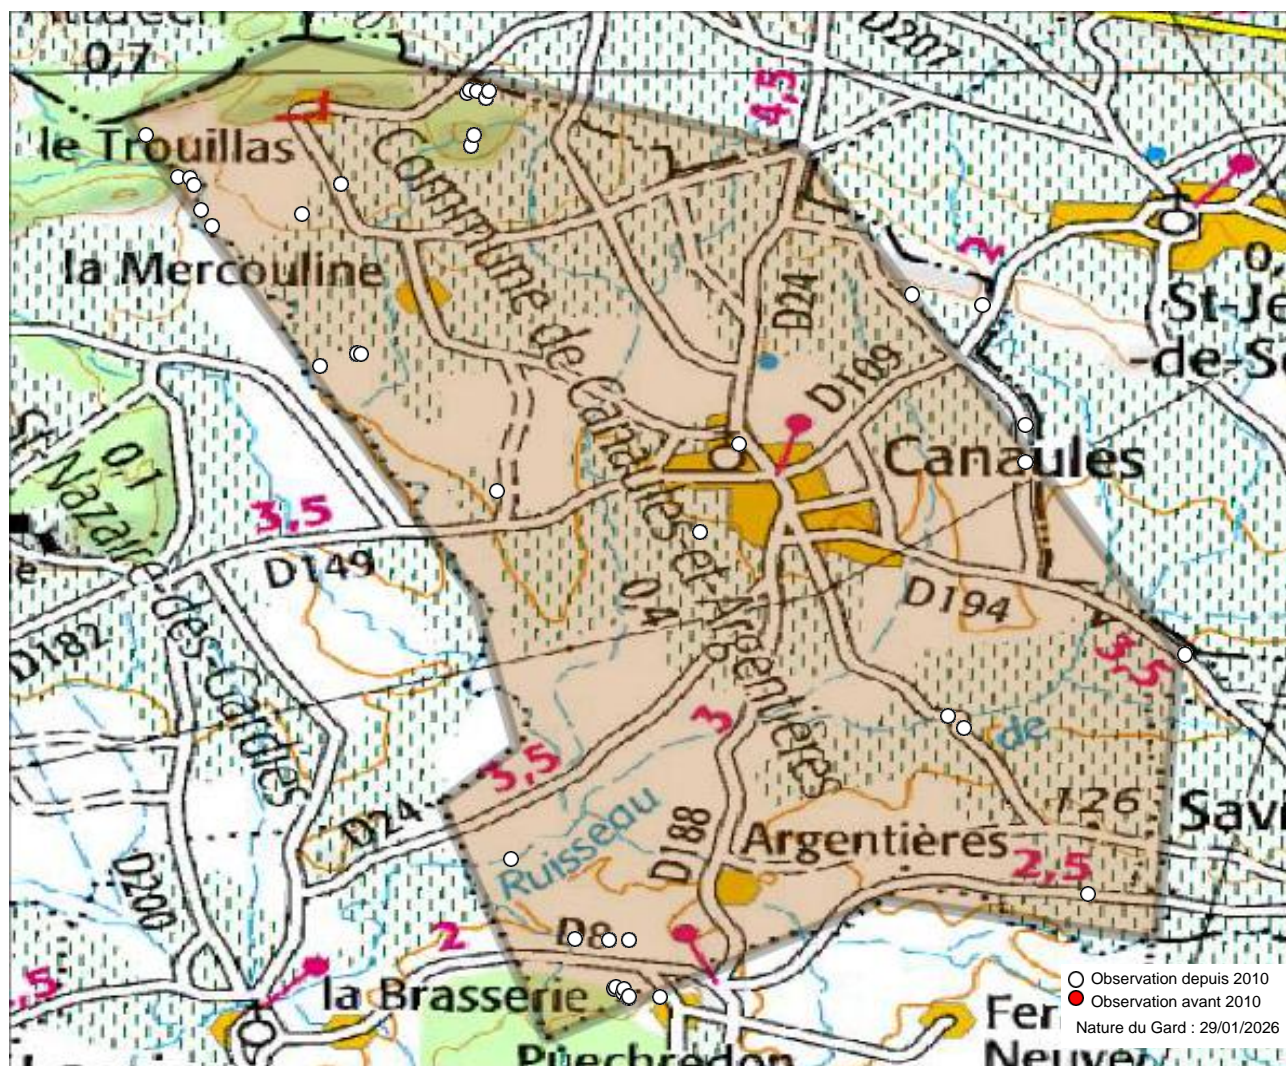 D207
0,7
4,5
le Trouillas
la Mercouline
Commune de Canaules-et-Argentières
2
D24
D109
St-Je
-de-Se
0,1
St-Nazaire-des-Gardies
3,5
Canaules
D149
0,4
D194
D182
3,5
3
de
3,5
126
D24
Ruisseau
D188
Argentières
2,5
Savi
D200
D8
2
la Brasserie
Puechredon
Fer
Neuve
Observation depuis 2010
Observation avant 2010
Nature du Gard : 29/01/2026